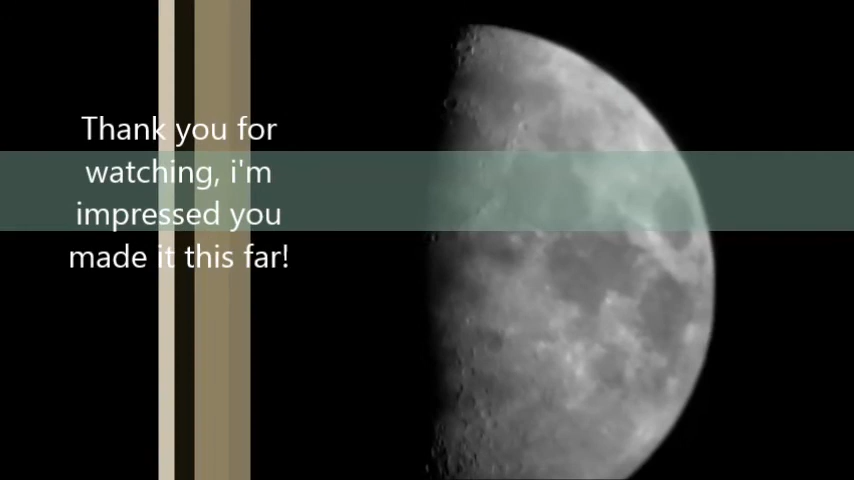 Thank you for
watching, i'm
impressed you
made it this far!